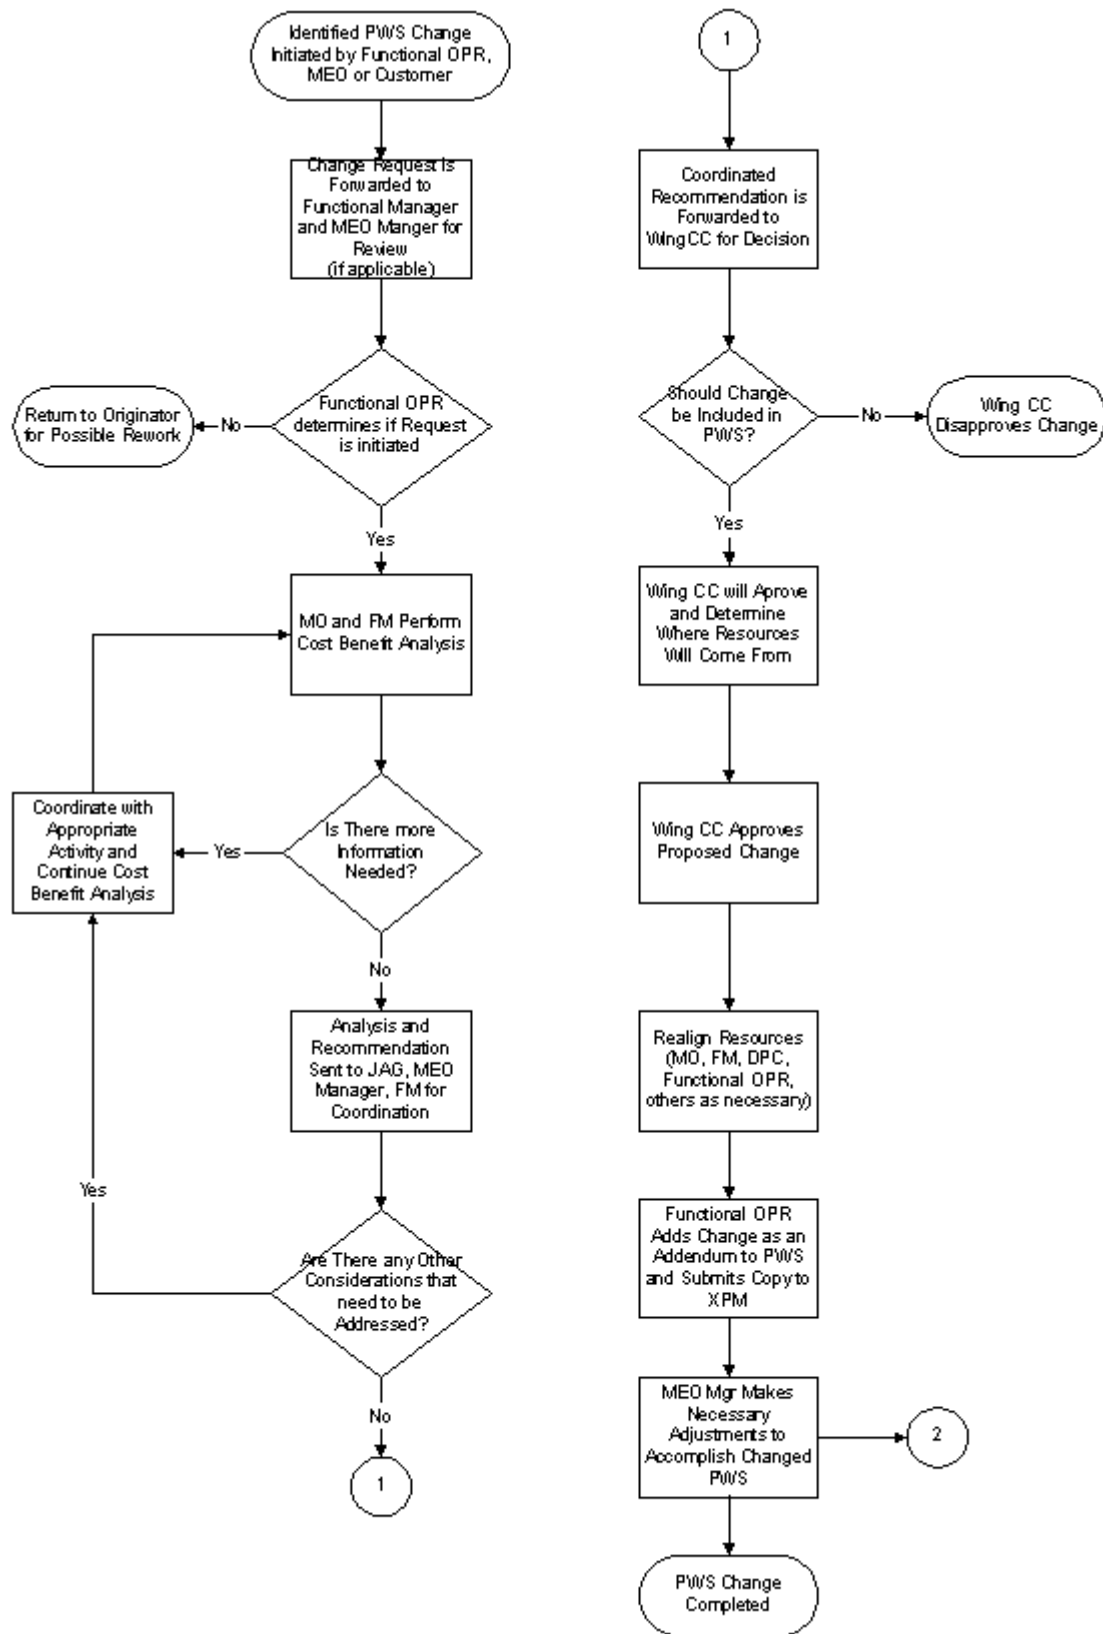 Identified PWS Change
Initiated by Functional OPR,
MEO or Customer
Change Request is
Forwarded to
Functional Manager
and MEO Manger for
Review
(if applicable)
Functional OPR
determines if Request
is initiated
No
Return to Originator
for Possible Rework
Yes
MO and FM Perform
Cost Benefit Analysis
Is There more
Information
Needed?
Yes
Coordinate with
Appropriate
Activity and
Continue Cost
Benefit Analysis
No
Analysis and
Recommendation
Sent to JAG, MEO
Manager, FM for
Coordination
Are There any Other
Considerations that
need to be
Addressed?
Yes
No
1
1
Coordinated
Recommendation is
Forwarded to
Wing CC for Decision
Should Change
be Included in
PWS?
No
Wing CC
Disapproves Change
Yes
Wing CC will Aprove
and Determine
Where Resources
Will Come From
Wing CC Approves
Proposed Change
Realign Resources
(MO, FM, DPC,
Functional OPR,
others as necessary)
Functional OPR
Adds Change as an
Addendum to PWS
and Submits Copy to
XPM
MEO Mgr Makes
Necessary
Adjustments to
Accomplish Changed
PWS
2
PWS Change
Completed